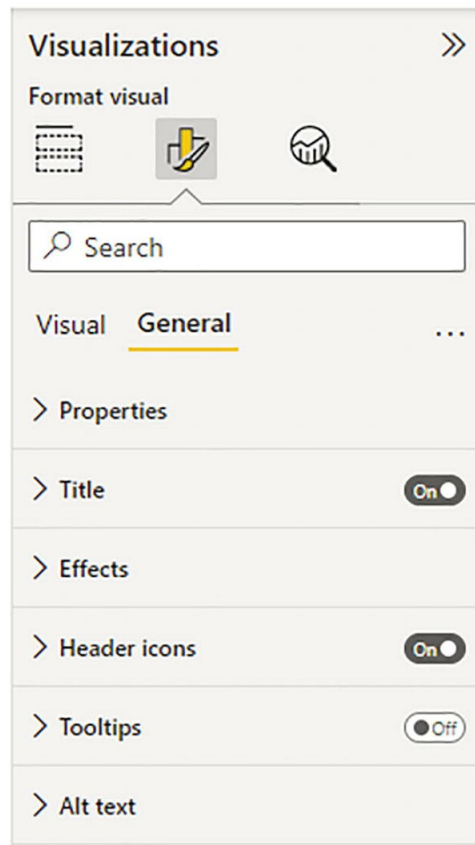 Visualizations
Format visual
Search
Visual General ...
Properties
Title On
Effects
Header icons On
Tooltips Off
Alt text